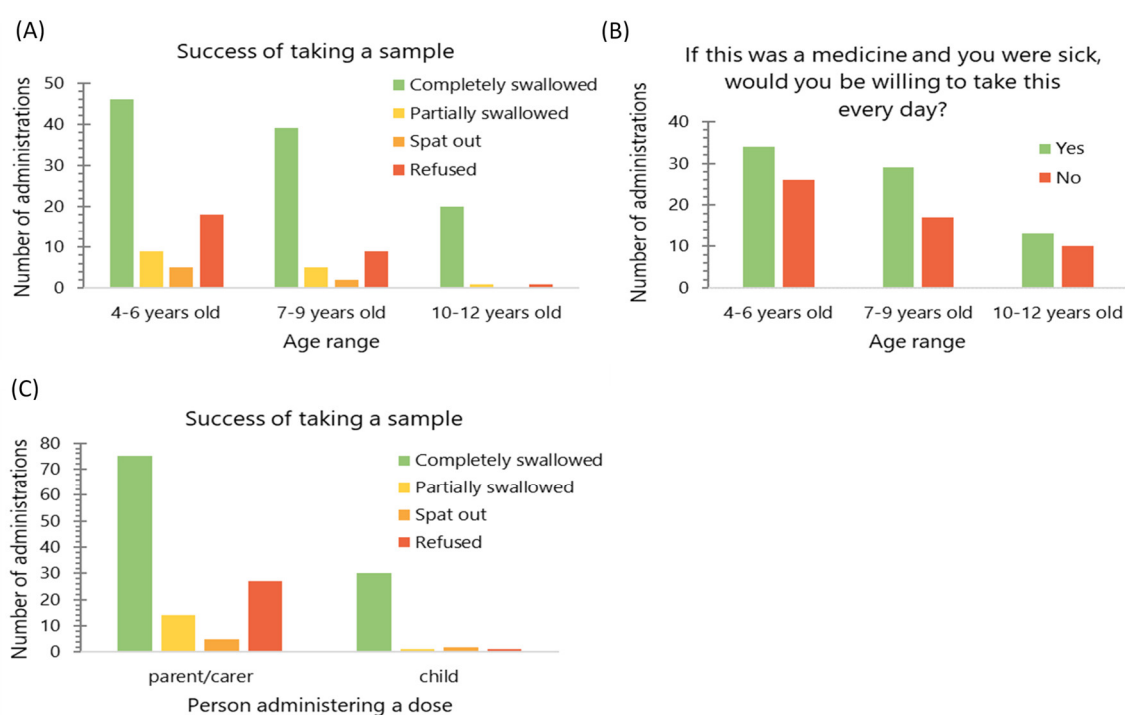 (A)
Success of taking a sample
Number of administrations
50
40
30
20
10
0
Completely swallowed
Partially swallowed
Spat out
Refused
4-6 years old
7-9 years old
10-12 years old
Age range
(B)
If this was a medicine and you were sick,
would you be willing to take this
every day?
Number of administrations
40
30
20
10
0
Yes
No
4-6 years old
7-9 years old
10-12 years old
Age range
(C)
Success of taking a sample
Number of administrations
80
70
60
50
40
30
20
10
0
Completely swallowed
Partially swallowed
Spat out
Refused
parent/carer
child
Person administering a dose